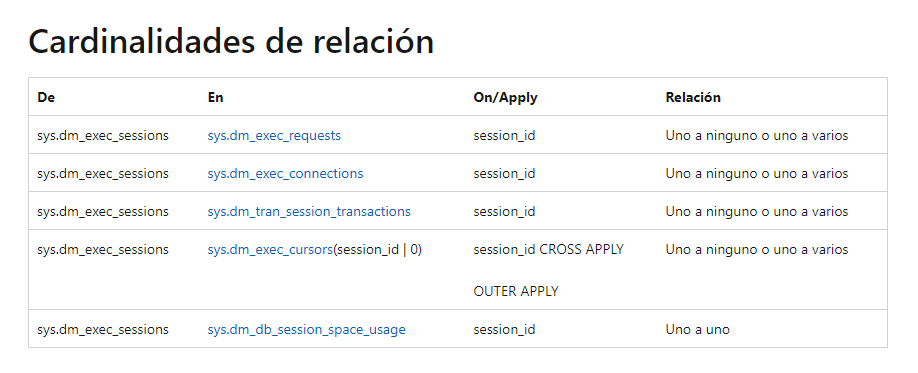 Cardinalidades de relación
De En On/Apply Relación
sys.dm_exec_sessions sys.dm_exec_requests session_id Uno a ninguno o uno a varios
sys.dm_exec_sessions sys.dm_exec_connections session_id Uno a ninguno o uno a varios
sys.dm_exec_sessions sys.dm_tran_session_transactions session_id Uno a ninguno o uno a varios
sys.dm_exec_sessions sys.dm_exec_cursors(session_id | 0) session_id CROSS APPLY Uno a ninguno o uno a varios
OUTER APPLY
sys.dm_exec_sessions sys.dm_db_session_space_usage session_id Uno a uno